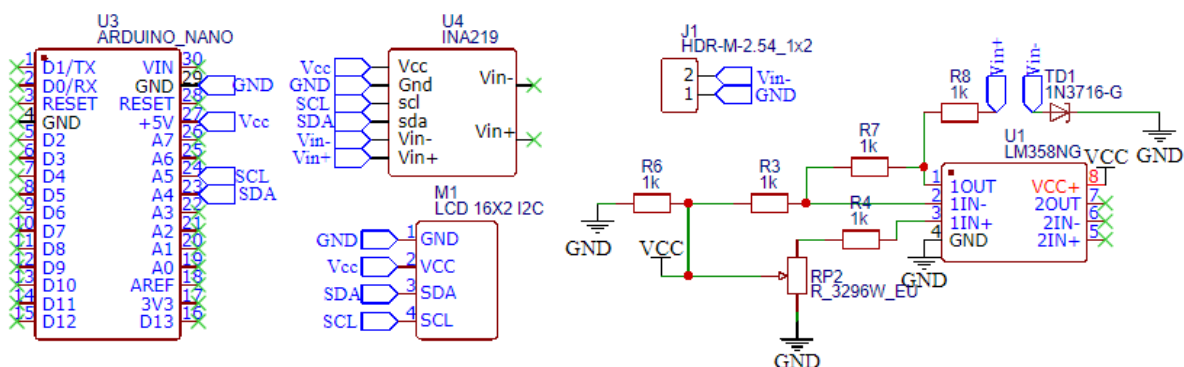 U3
ARDUINO_NANO
1 D1/TX VIN 30
2 D0/RX GND 29 GND
3 RESET RESET 28
4 GND +5V 27 Vcc
5 D2 A7 26
6 D3 A6 25
7 D4 A5 24 SCL
8 D5 A4 23 SDA
9 D6 A3 22
10 D7 A2 21
11 D8 A1 20
12 D9 A0 19
13 D10 AREF 18
14 D11 3V3 17
15 D12 D13 16
U4
INA219
Vcc Vcc
GND Gnd Vin-
SCL scl
SDA sda
Vin- Vin- Vin+
Vin+ Vin+
M1
LCD 16X2 I2C
GND 1 GND
Vcc 2 VCC
SDA 3 SDA
SCL 4 SCL
J1
HDR-M-2.54_1x2
2 Vin-
1 GND
R8
1k
Vin+
Vin-
TD1
1N3716-G
GND
R7
1k
R6
1k
R3
1k
R4
1k
GND
VCC
RP2
R_3296W_EU
GND
U1
LM358NG
VCC
1 1OUT VCC+ 8
2 1IN- 2OUT 7
3 1IN+ 2IN- 6
4 GND 2IN+ 5
GND